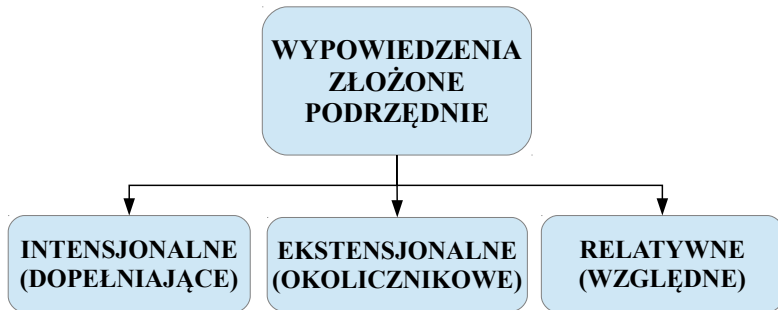 WYPOWIEDZENIA
ZŁOŻONE
PODRZĘDNIE
INTENSJONALNE
(DOPEŁNIAJĄCE)
EKSTENSJONALNE
(OKOLICZNIKOWE)
RELATYWNE
(WZGLĘDNE)